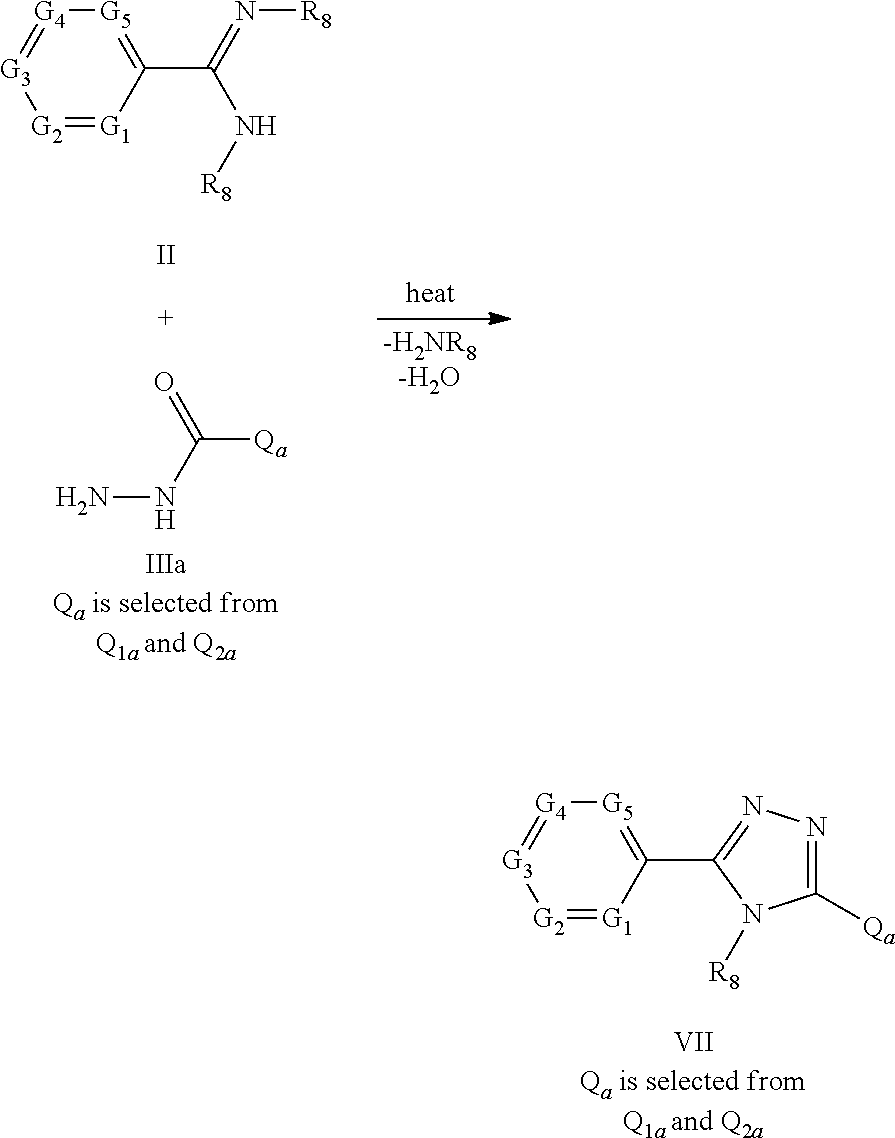 G₄ G₅ N R₈
G₃
G₂ G₁ NH
R₈
II
+
heat
-H₂NR₈
-H₂O
O
Qₐ
H₂N N
H
IIIa
Qₐ is selected from
Q₁ₐ and Q₂ₐ
G₄ G₅ N N
G₃
G₂ G₁ N Qₐ
R₈
VII
Qₐ is selected from
Q₁ₐ and Q₂ₐ